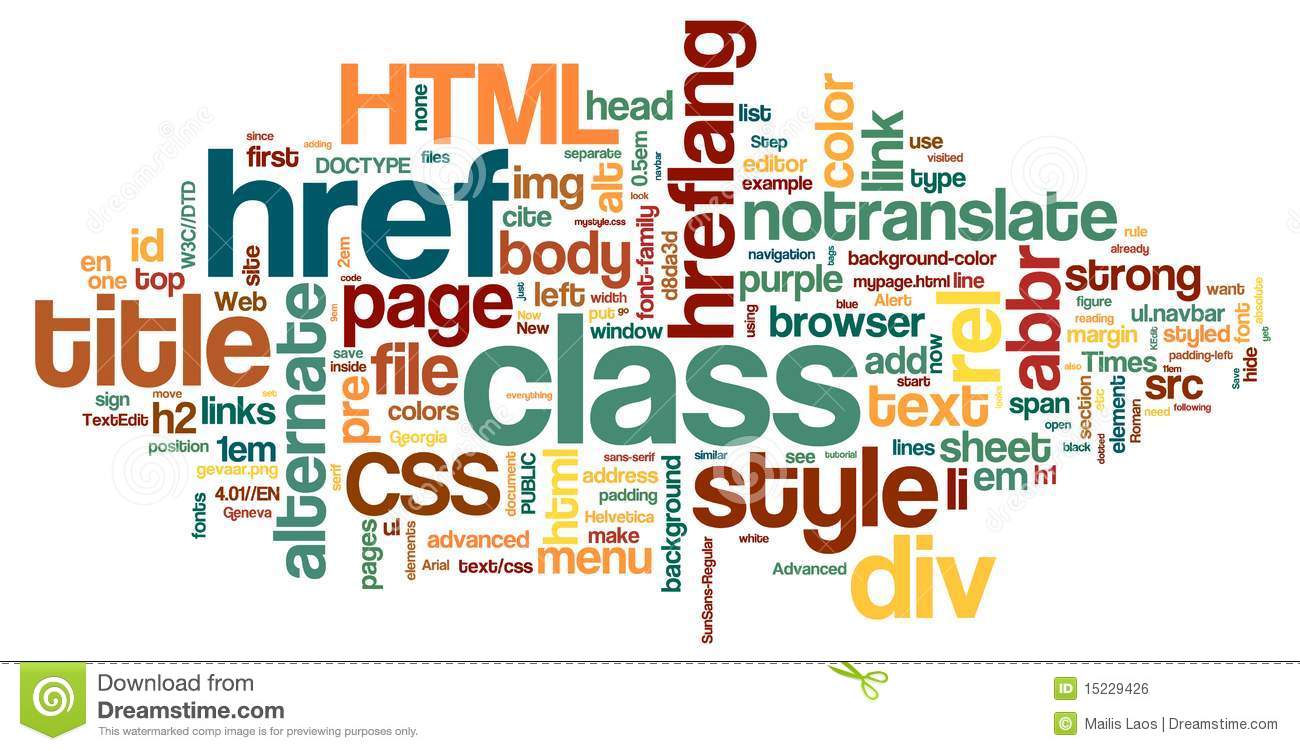 hreflang
HTML
none
head
list
color
link
since
adding
first
DOCTYPE
files
separate
0.5em
navbar
Step
editor
example
use
visited
type
href
img
alt
look
cite
mystyle.css
notranslate
W3C//DTD
id
site
2em
code
body
font-family
d8da3d
navigation
tags
background-color
rule
already
en
one
top
Web
page
just
left
width
put
go
purple
mypage.html
line
abbr
strong
want
absolute
title
alternate
9em
Now
New
window
using
blue
Alert
browser
rel
figure
reading
ul.navbar
font
yet
margin
KEdit
styled
save
inside
file
class
add
now
start
also
Times
padding-left
11em
Save
hide
sign
move
set
TextEdit
h2
links
pre
colors
everything
text
looks
span
section
etc
element
src
Roman
need
following
open
position
1em
Georgia
lines
sheet
black
dotted
gevaar.png
serif
css
document
PUBLIC
html
sans-serif
address
padding
background
similar
see
tutorial
style
li
em
h1
fonts
4.01//EN
Geneva
pages
ul
elements
advanced
Helvetica
make
white
Arial
text/css
menu
SunSans-Regular
Advanced
div
dreamstime
Download from
Dreamstime.com
This watermarked comp image is for previewing purposes only.
ID 15229426
© Mailis Laos | Dreamstime.com